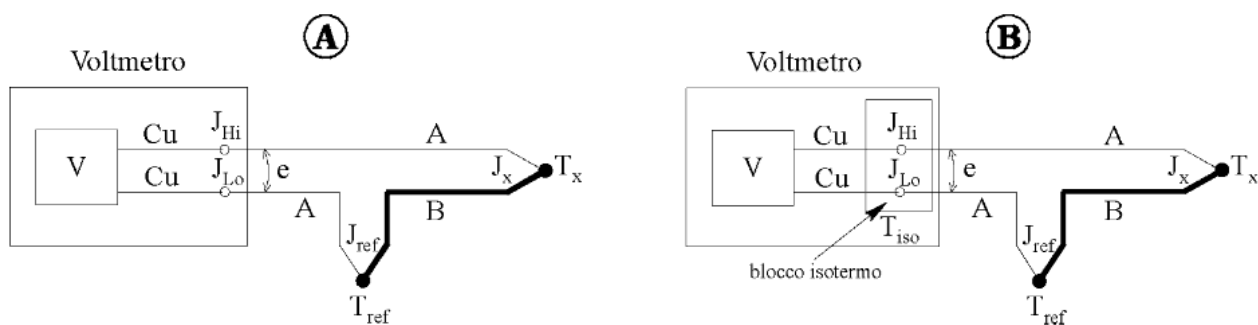 A
Voltmetro
V
Cu
Cu
J_Hi
J_Lo
e
A
A
B
J_x
T_x
J_ref
T_ref
B
Voltmetro
V
Cu
Cu
J_Hi
J_Lo
T_iso
blocco isotermo
e
A
A
B
J_x
T_x
J_ref
T_ref